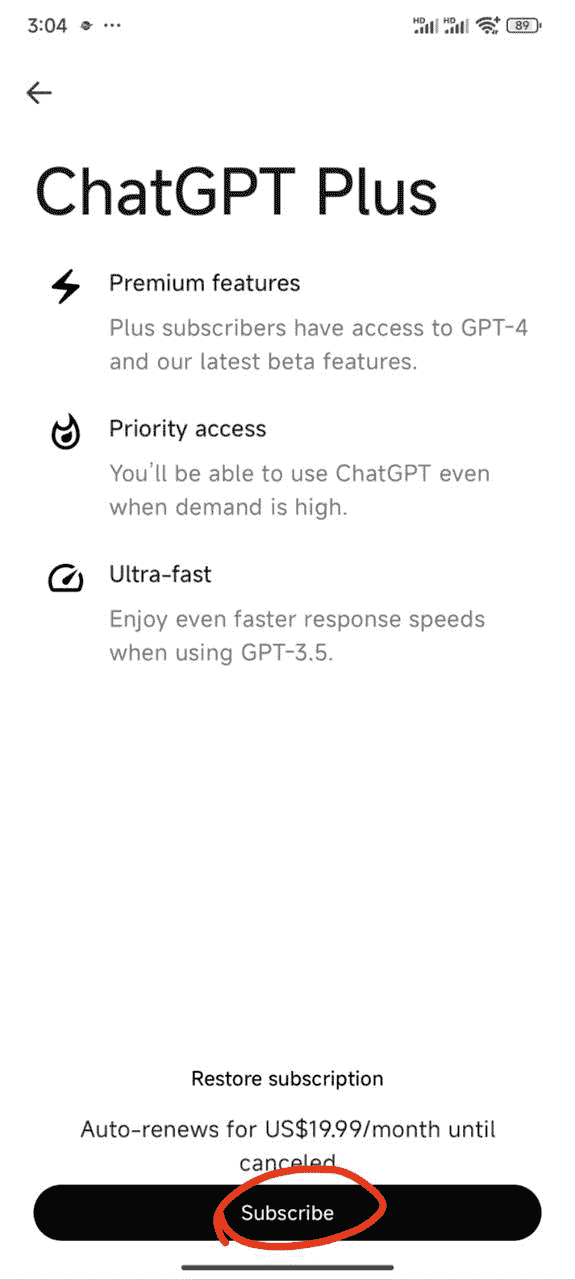 3:04 ...
HD HD 89
ChatGPT Plus
Premium features
Plus subscribers have access to GPT-4
and our latest beta features.
Priority access
You'll be able to use ChatGPT even
when demand is high.
Ultra-fast
Enjoy even faster response speeds
when using GPT-3.5.
Restore subscription
Auto-renews for US$19.99/month until
canceled
Subscribe